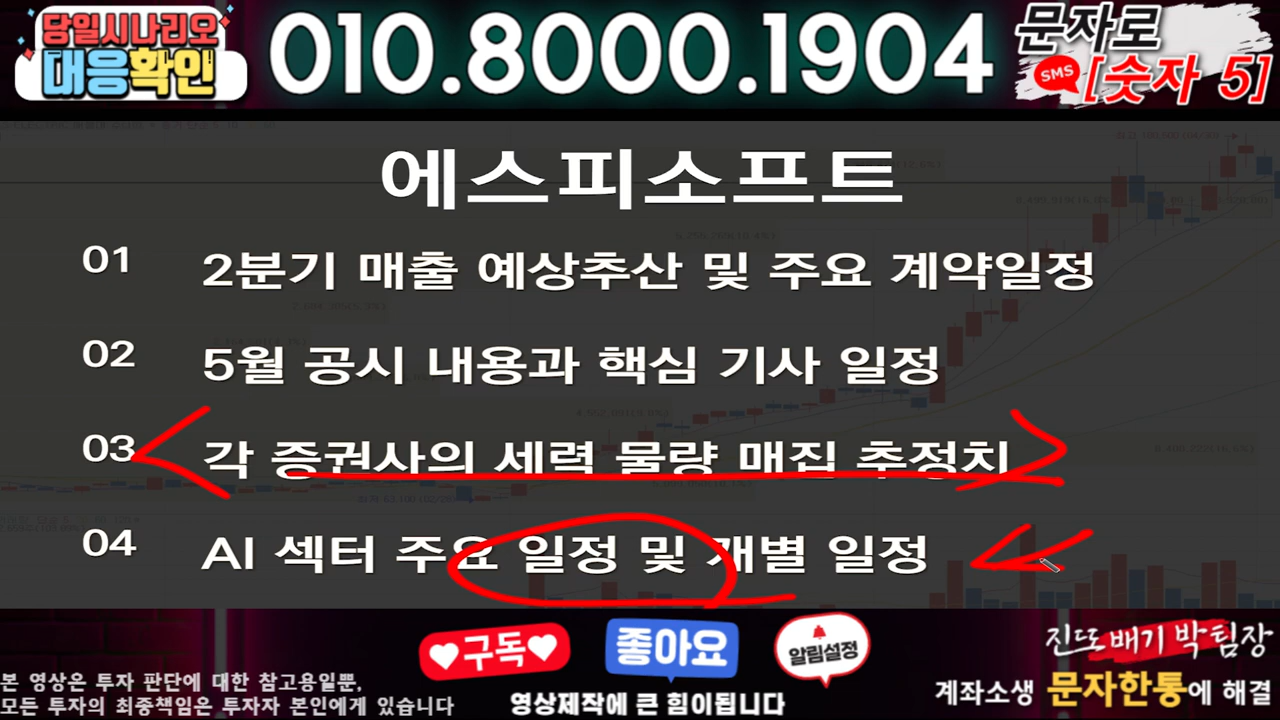 당일시나리오
대응확인
010.8000.1904
문자로
SMS [숫자 5]
에스피소프트
01 2분기 매출 예상추산 및 주요 계약일정
02 5월 공시 내용과 핵심 기사 일정
03 각 증권사의 세력 물량 매집 추정치
04 AI 섹터 주요 일정 및 개별 일정
구독
좋아요
알림설정
영상제작에 큰 힘이됩니다
본 영상은 투자 판단에 대한 참고용일뿐,
모든 투자의 최종책임은 투자자 본인에게 있습니다
진또배기 박팀장
계좌소생 문자한통에 해결